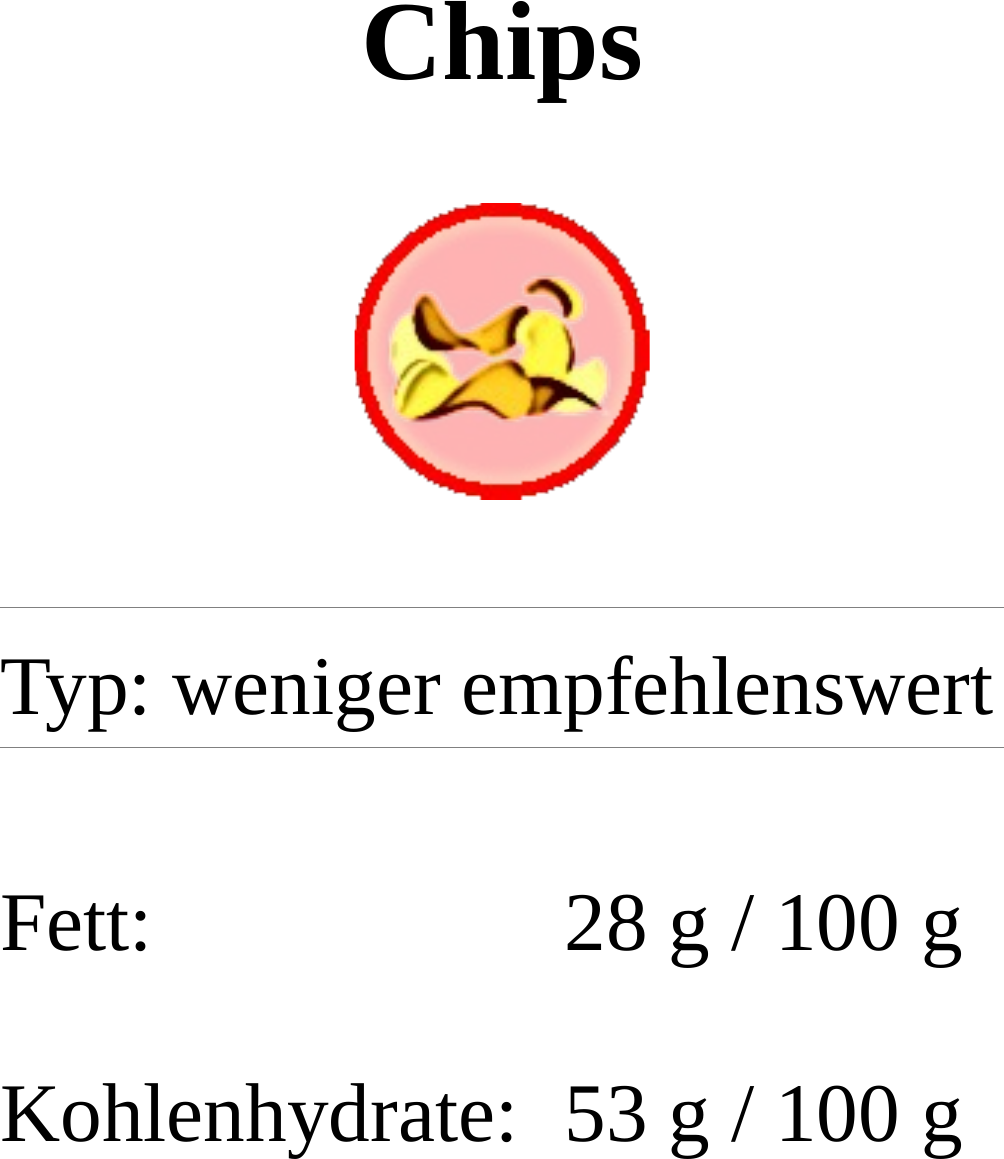 Chips
Typ: weniger empfehlenswert
Fett: 28 g / 100 g
Kohlenhydrate: 53 g / 100 g